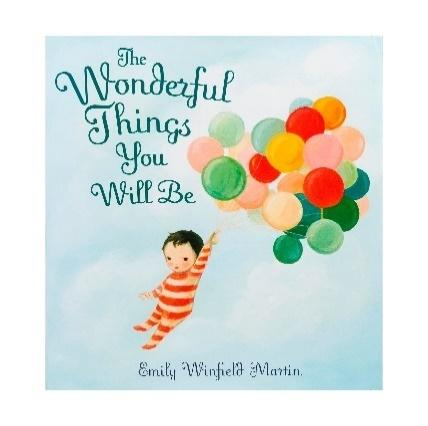 The
Wonderful
Things
You
Will Be
Emily Winfield Martin